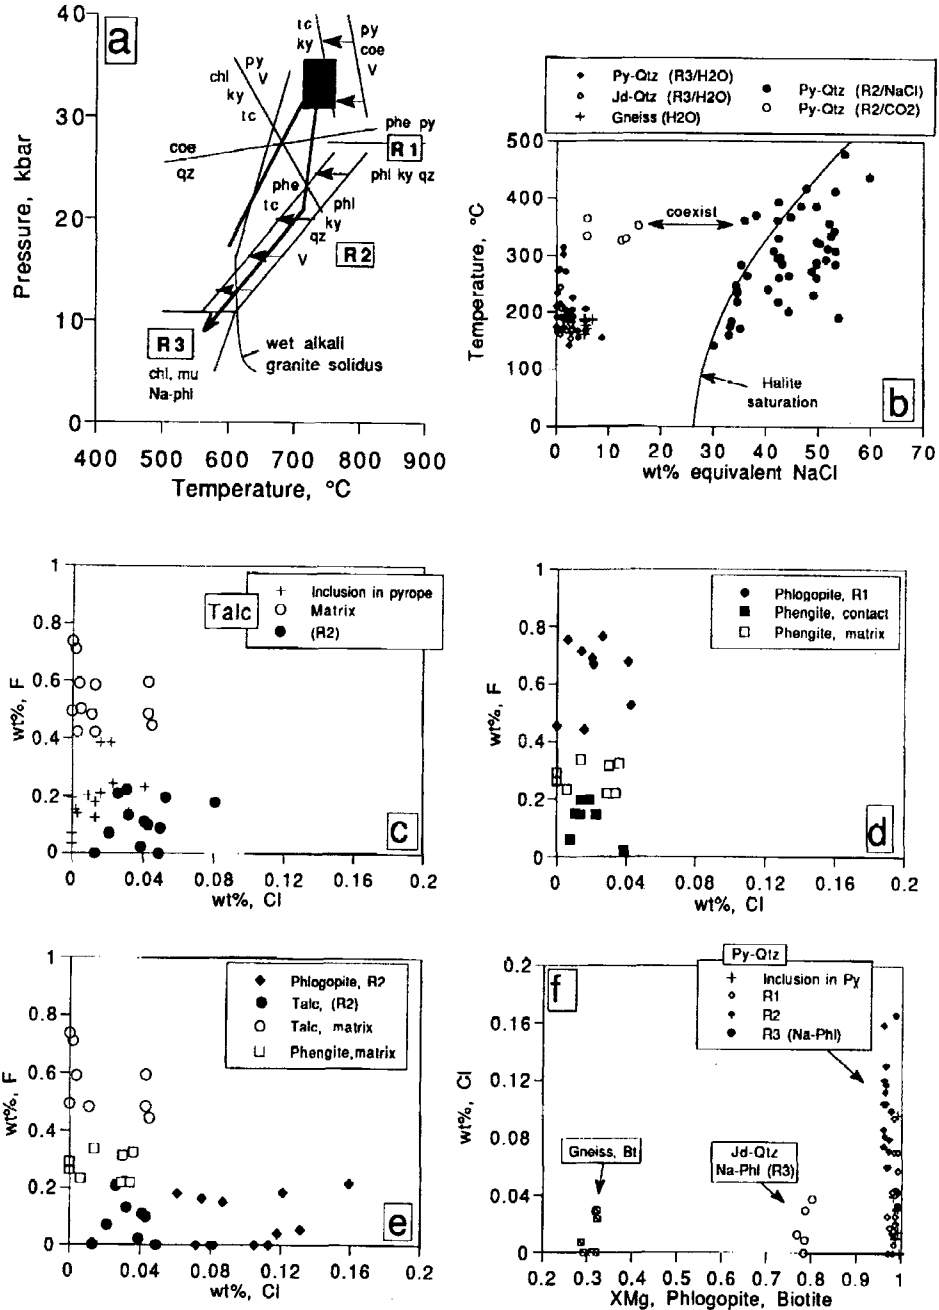 a
40
30
20
10
0
Pressure, kbar
400 500 600 700 800 900
Temperature, °C
tc
ky
py
coe
V
py
V
chl
ky
tc
coe
qz
phe py
R 1
phl ky qz
phe
tc
phl
ky
qz
V
R 2
R 3
chl, mu
Na-phl
wet alkali
granite solidus
Py-Qtz (R3/H2O)
Jd-Qtz (R3/H2O)
Gneiss (H2O)
Py-Qtz (R2/NaCl)
Py-Qtz (R2/CO2)
500
400
300
200
100
0
Temperature, °C
coexist
Halite
saturation
b
0 10 20 30 40 50 60 70
wt% equivalent NaCl
1
0.8
0.6
0.4
0.2
0
wt%, F
Talc
Inclusion in pyrope
Matrix
(R2)
c
0 0.04 0.08 0.12 0.16 0.2
wt%, Cl
1
0.8
0.6
0.4
0.2
0
wt%, F
Phlogopite, R1
Phengite, contact
Phengite, matrix
d
0 0.04 0.08 0.12 0.16 0.2
wt%, Cl
1
0.8
0.6
0.4
0.2
0
wt%, F
Phlogopite, R2
Talc, (R2)
Talc, matrix
Phengite, matrix
e
0 0.04 0.08 0.12 0.16 0.2
wt%, Cl
f
Py-Qtz
Inclusion in Py
R1
R2
R3 (Na-Phl)
0.2
0.16
0.12
0.08
0.04
0
wt%, Cl
Gneiss, Bt
Jd-Qtz
Na-Phl (R3)
0.2 0.3 0.4 0.5 0.6 0.7 0.8 0.9 1
XMg, Phlogopite, Biotite